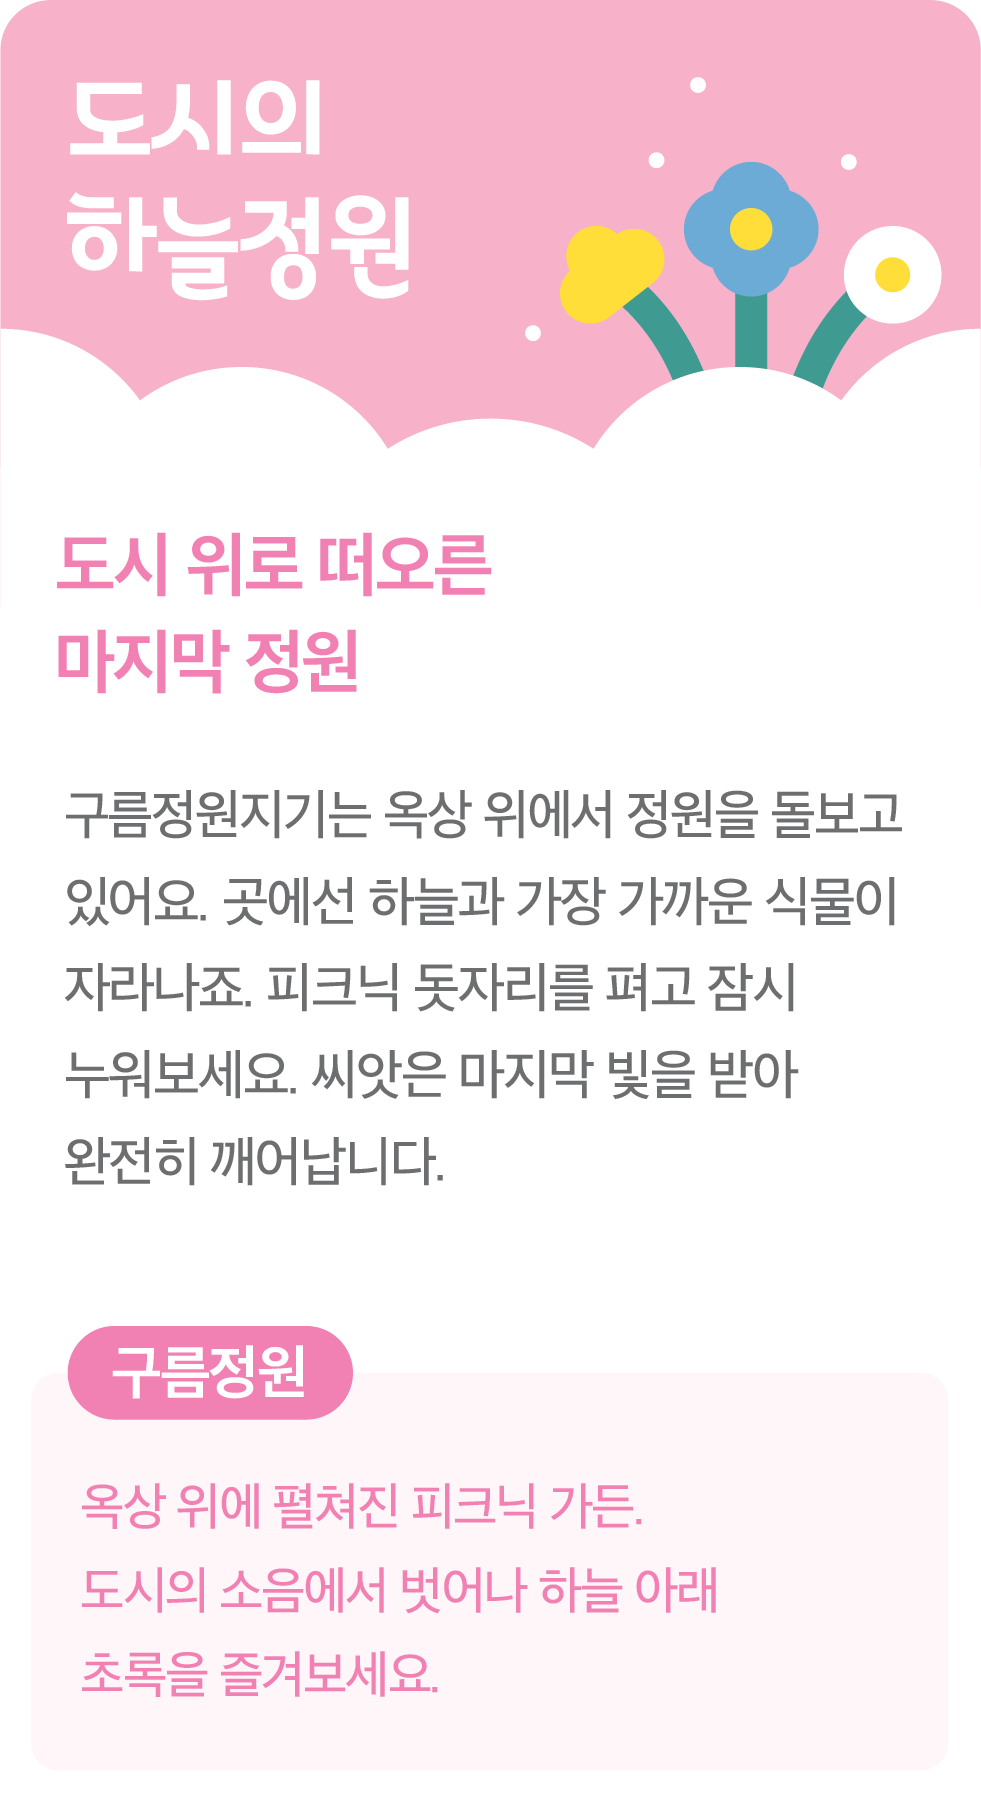 도시의
하늘정원
도시 위로 떠오른
마지막 정원
구름정원지기는 옥상 위에서 정원을 돌보고
있어요. 곳에선 하늘과 가장 가까운 식물이
자라나죠. 피크닉 돗자리를 펴고 잠시
누워보세요. 씨앗은 마지막 빛을 받아
완전히 깨어납니다.
구름정원
옥상 위에 펼쳐진 피크닉 가든.
도시의 소음에서 벗어나 하늘 아래
초록을 즐겨보세요.